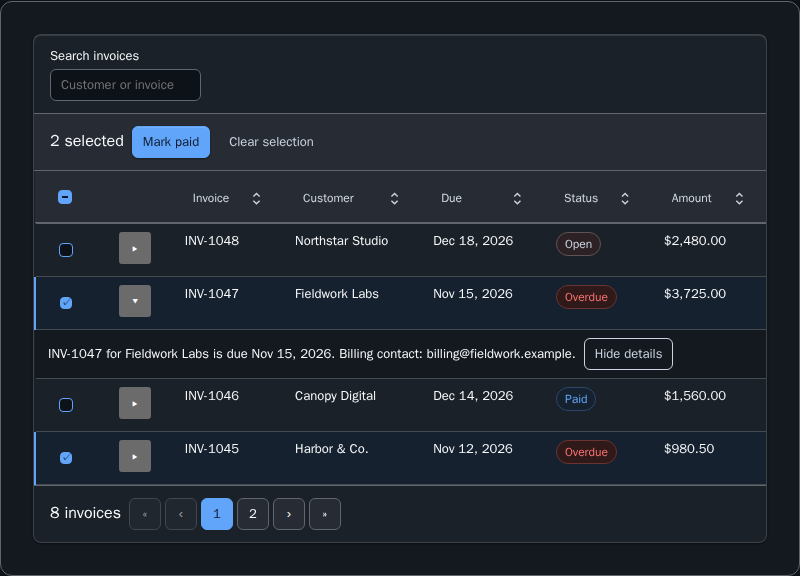 Search invoices
Customer or invoice
2 selected Mark paid Clear selection
Invoice Customer Due Status Amount
INV-1048 Northstar Studio Dec 18, 2026 Open $2,480.00
INV-1047 Fieldwork Labs Nov 15, 2026 Overdue $3,725.00
INV-1047 for Fieldwork Labs is due Nov 15, 2026. Billing contact: billing@fieldwork.example. Hide details
INV-1046 Canopy Digital Dec 14, 2026 Paid $1,560.00
INV-1045 Harbor & Co. Nov 12, 2026 Overdue $980.50
8 invoices « ‹ 1 2 › »